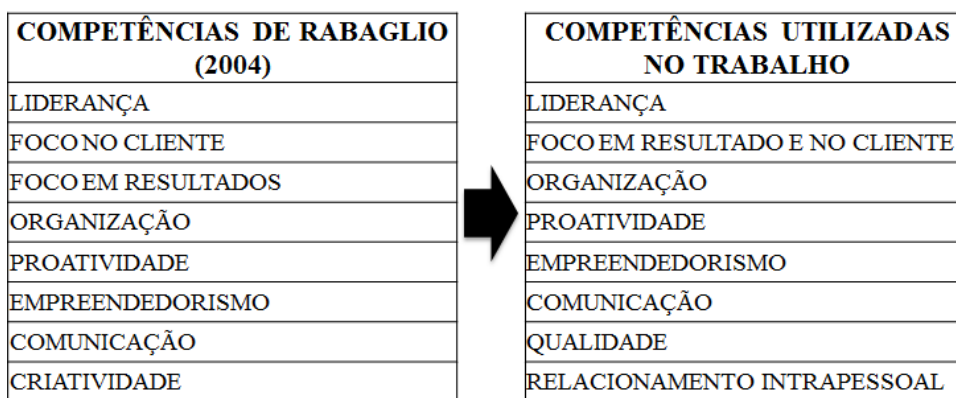 COMPETÊNCIAS DE RABAGLIO
(2004)
LIDERANÇA
FOCO NO CLIENTE
FOCO EM RESULTADOS
ORGANIZAÇÃO
PROATIVIDADE
EMPREENDEDORISMO
COMUNICAÇÃO
CRIATIVIDADE
COMPETÊNCIAS UTILIZADAS
NO TRABALHO
LIDERANÇA
FOCO EM RESULTADO E NO CLIENTE
ORGANIZAÇÃO
PROATIVIDADE
EMPREENDEDORISMO
COMUNICAÇÃO
QUALIDADE
RELACIONAMENTO INTRAPESSOAL